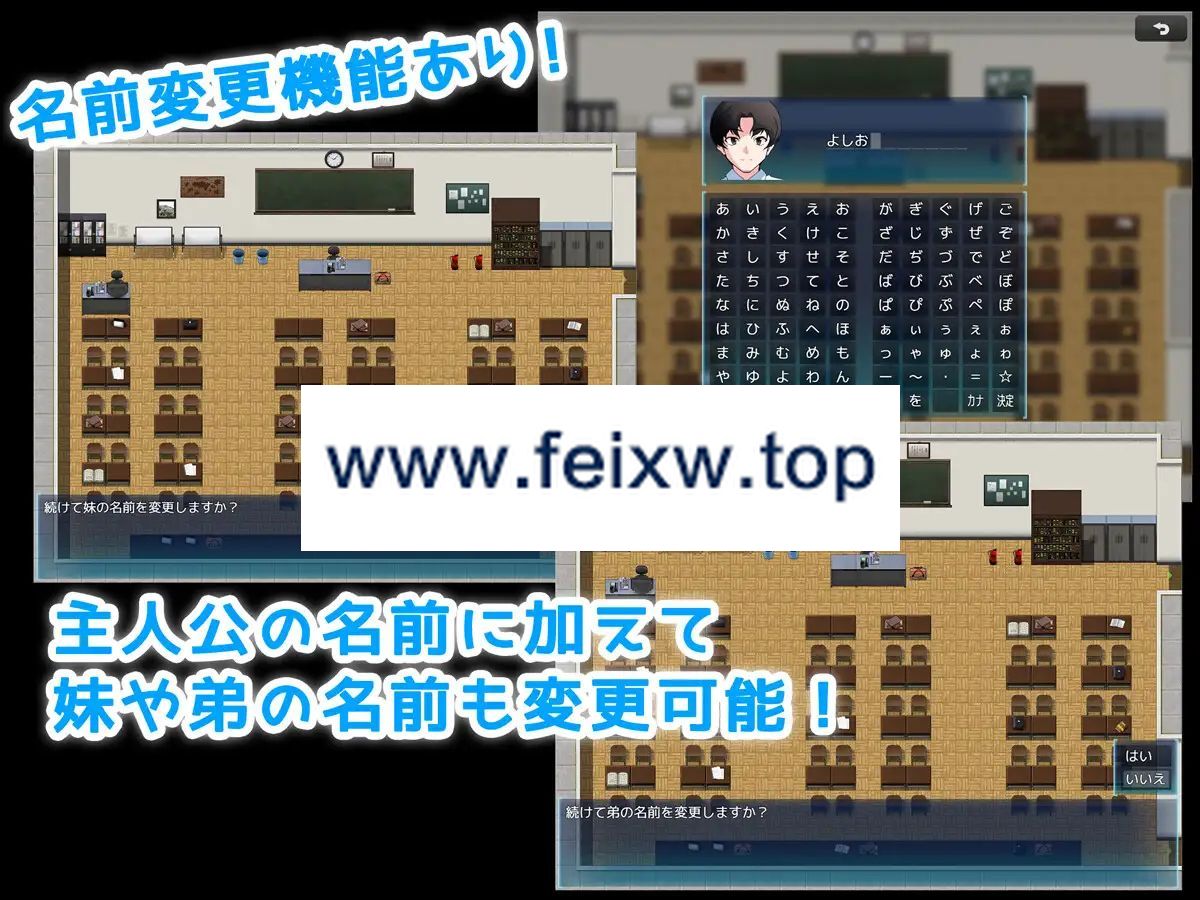 名前変更機能あり！
よしお
あ い う え お が ぎ ぐ げ ご
か き く け こ ざ じ ず ぜ ぞ
さ し す せ そ だ ぢ づ で ど
た ち つ て と ば び ぶ べ ぼ
な に ぬ ね の ぱ ぴ ぷ ぺ ぽ
は ひ ふ へ ほ ぁ ぃ ぅ ぇ ぉ
ま み む め も っ ゃ ゅ ょ ゎ
や ゆ よ わ ん ー ～ ・ ＝ ☆
を カナ 決定
www.feixw.top
続けて妹の名前を変更しますか？
主人公の名前に加えて
妹や弟の名前も変更可能！
はい
いいえ
続けて弟の名前を変更しますか？